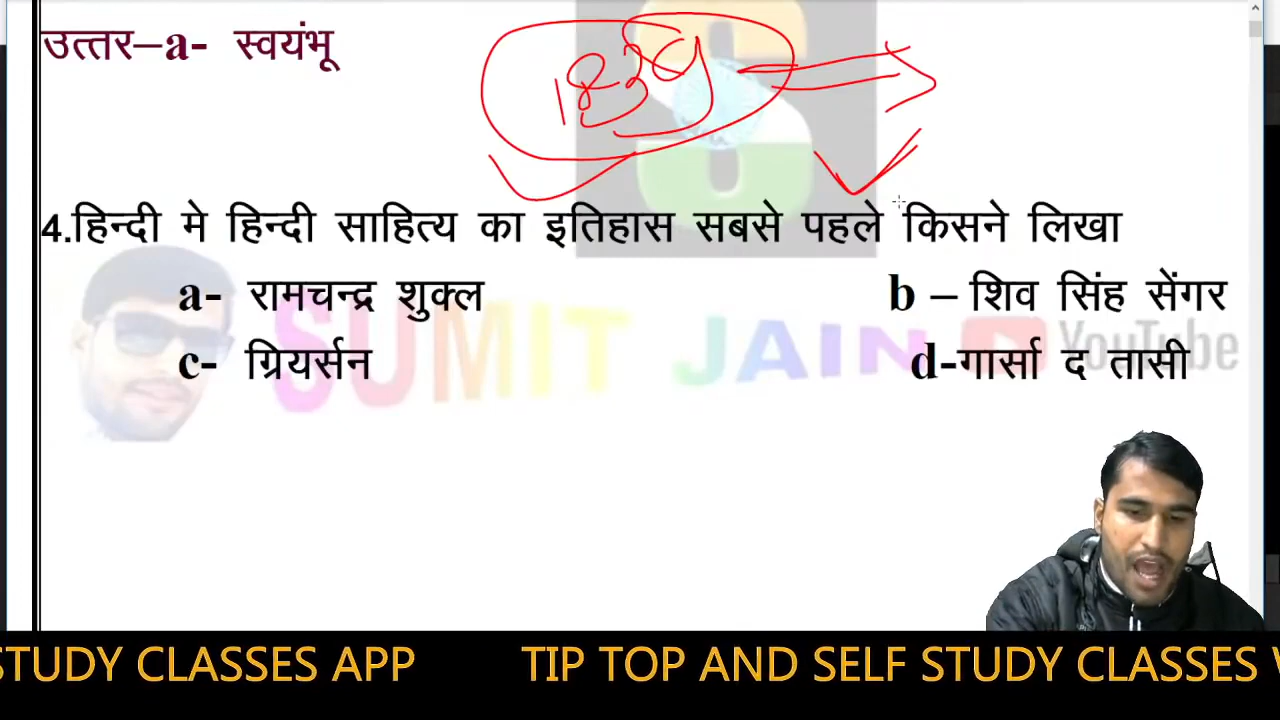 उत्तर–a- स्वयंभू
1839
4.हिन्दी मे हिन्दी साहित्य का इतिहास सबसे पहले किसने लिखा
a- रामचन्द्र शुक्ल b – शिव सिंह सेंगर
c- ग्रियर्सन d-गार्सा द तासी
SUMIT JAIN YouTube
STUDY CLASSES APP TIP TOP AND SELF STUDY CLASSES